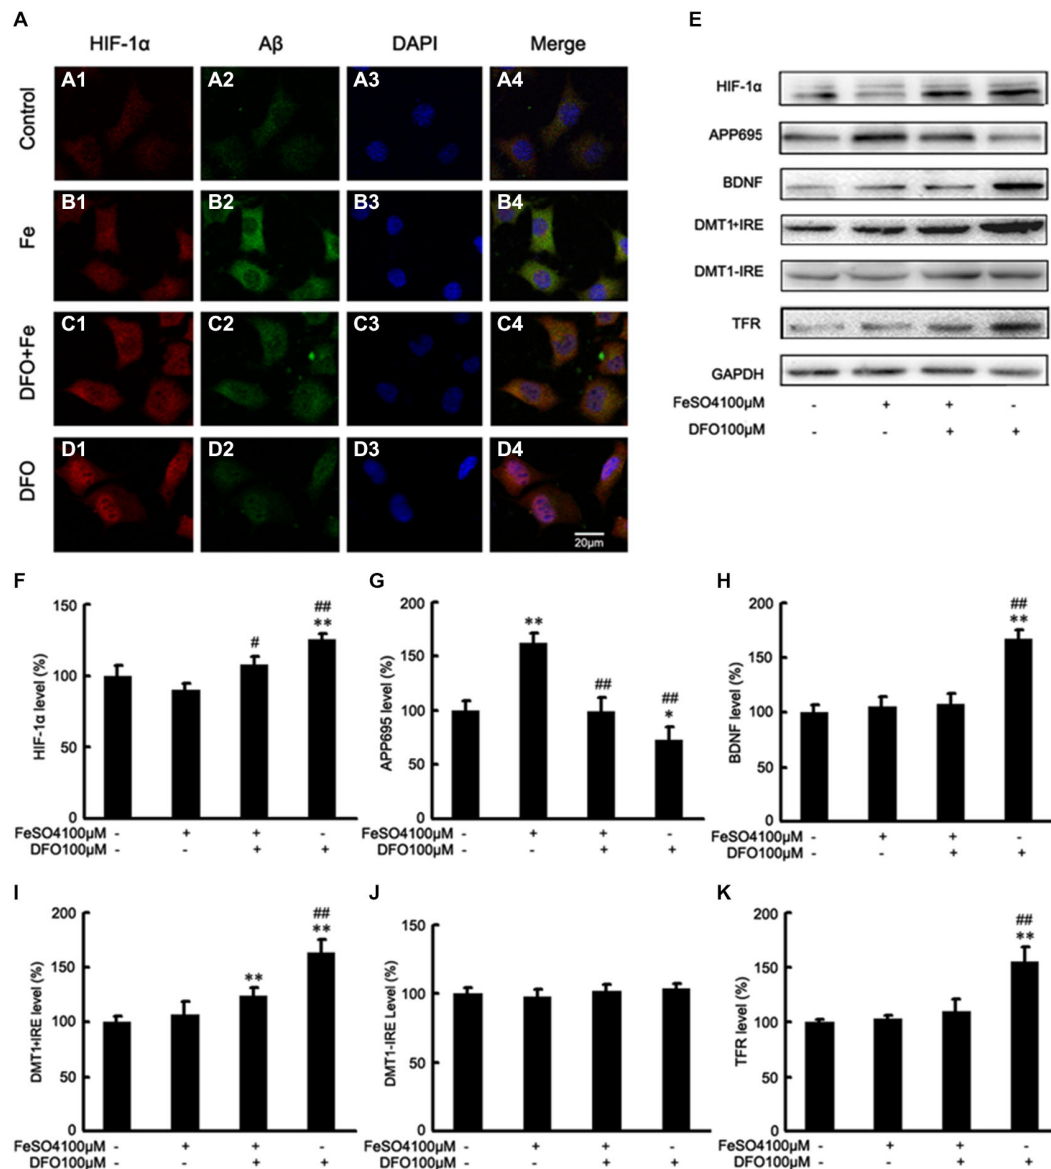 A
HIF-1α Aβ DAPI Merge
Control
A1 A2 A3 A4
Fe
B1 B2 B3 B4
DFO+Fe
C1 C2 C3 C4
DFO
D1 D2 D3 D4
20μm
E
HIF-1α
APP695
BDNF
DMT1+IRE
DMT1-IRE
TFR
GAPDH
FeSO4100μM - + + -
DFO100μM - - + +
F
HIF-1α level (%)
150
100
50
0
# ## **
FeSO4100μM - + + -
DFO100μM - - + +
G
APP695 level (%)
200
150
100
50
0
** ## ## *
FeSO4100μM - + + -
DFO100μM - - + +
H
BDNF level (%)
200
150
100
50
0
## **
FeSO4100μM - + + -
DFO100μM - - + +
I
DMT1+IRE level (%)
200
150
100
50
0
** ## **
FeSO4100μM - + + -
DFO100μM - - + +
J
DMT1-IRE Level (%)
200
150
100
50
0
FeSO4100μM - + + -
DFO100μM - - + +
K
TFR level (%)
200
150
100
50
0
## **
FeSO4100μM - + + -
DFO100μM - - + +